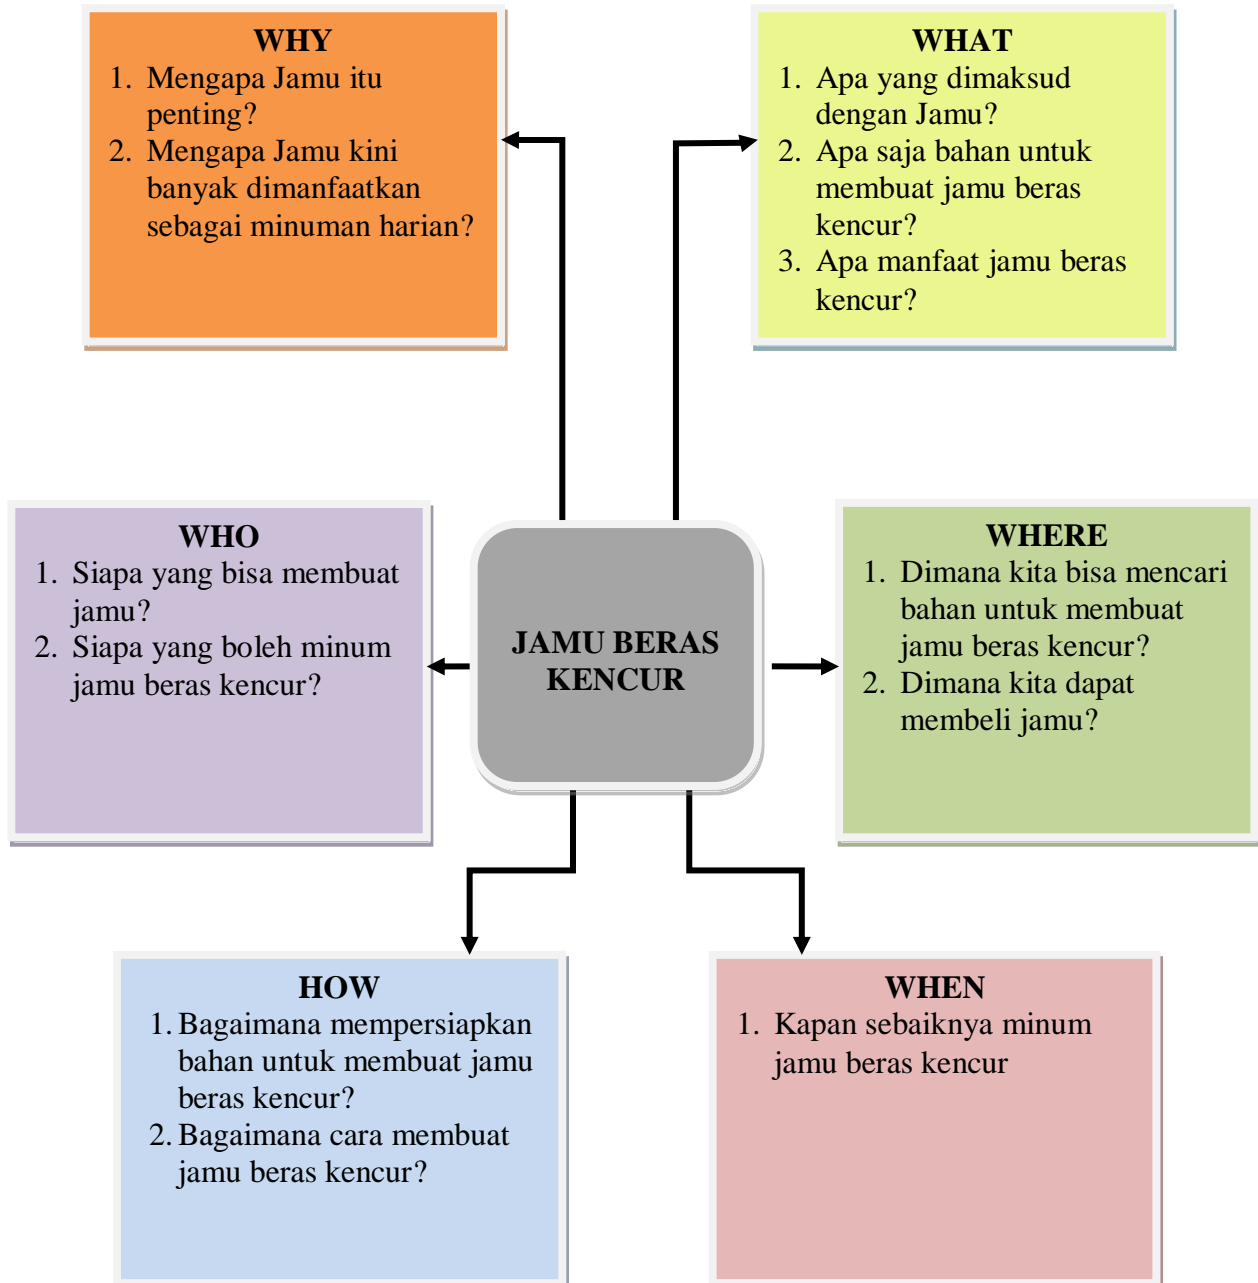 WHY
1. Mengapa Jamu itu
penting?
2. Mengapa Jamu kini
banyak dimanfaatkan
sebagai minuman harian?
WHAT
1. Apa yang dimaksud
dengan Jamu?
2. Apa saja bahan untuk
membuat jamu beras
kencur?
3. Apa manfaat jamu beras
kencur?
WHO
1. Siapa yang bisa membuat
jamu?
2. Siapa yang boleh minum
jamu beras kencur?
JAMU BERAS
KENCUR
WHERE
1. Dimana kita bisa mencari
bahan untuk membuat
jamu beras kencur?
2. Dimana kita dapat
membeli jamu?
HOW
1. Bagaimana mempersiapkan
bahan untuk membuat jamu
beras kencur?
2. Bagaimana cara membuat
jamu beras kencur?
WHEN
1. Kapan sebaiknya minum
jamu beras kencur